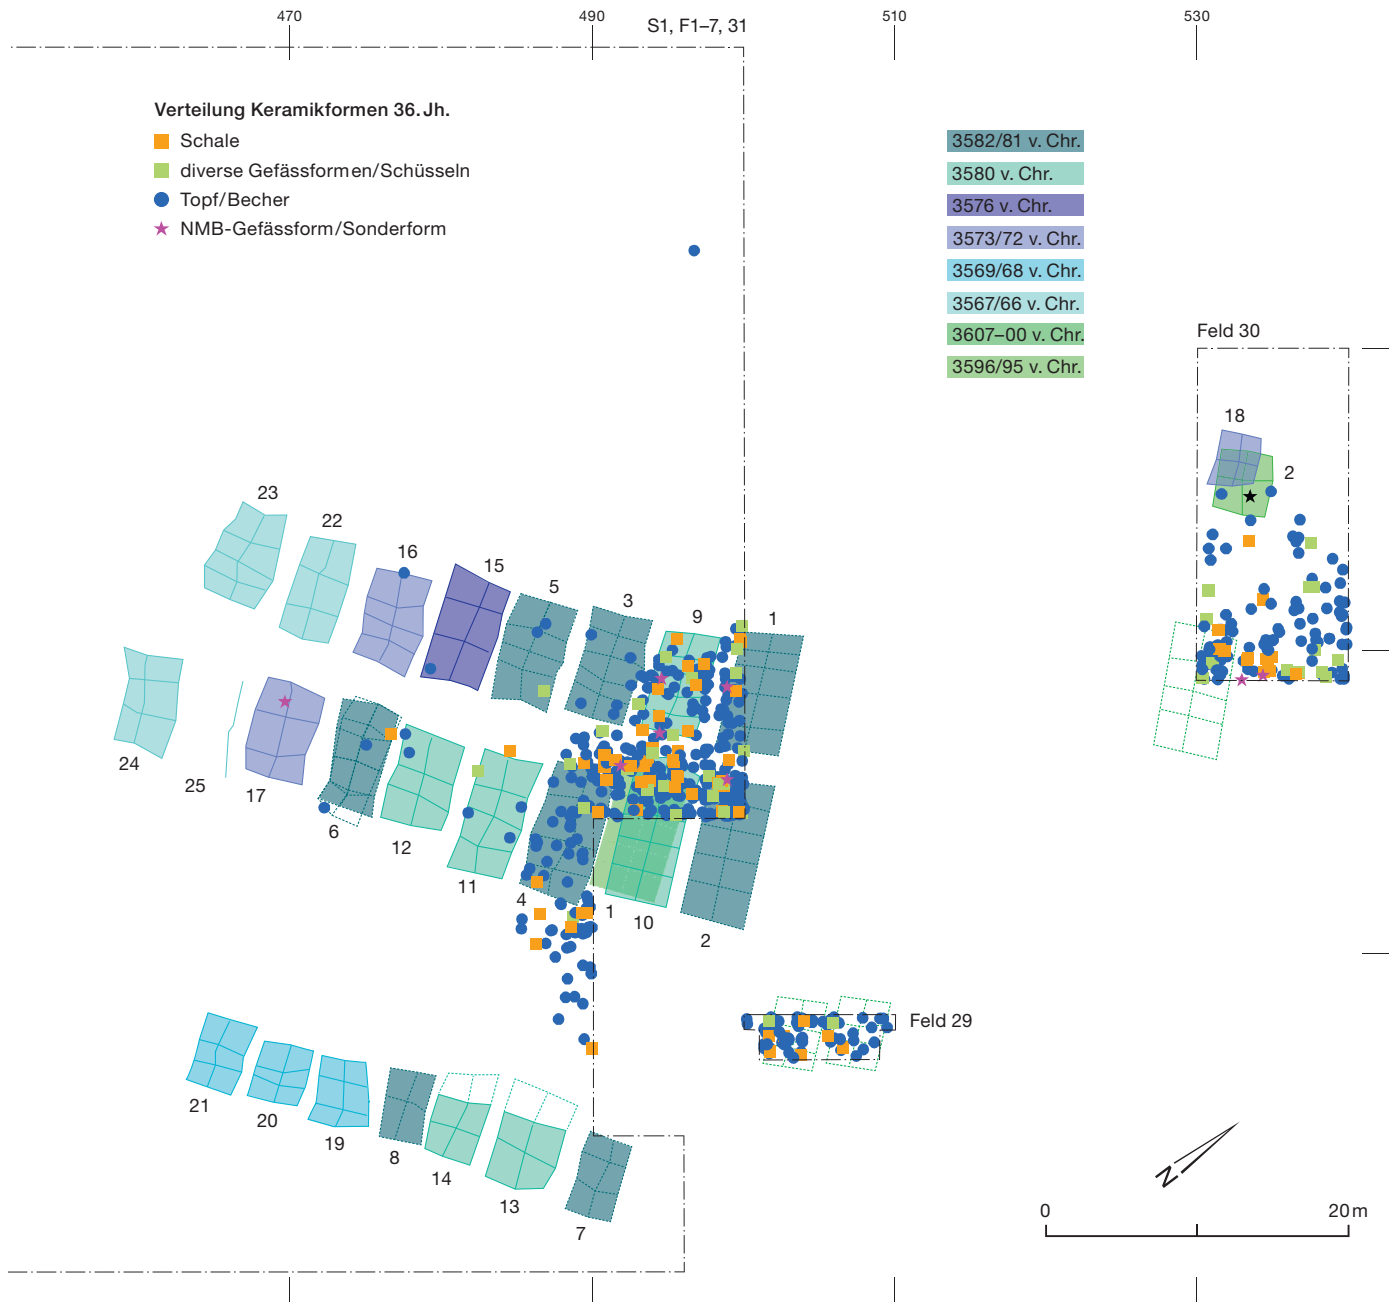 470
490
510
530
S1, F1–7, 31
Verteilung Keramikformen 36. Jh.
Schale
diverse Gefässformen/Schüsseln
Topf/Becher
NMB-Gefässform/Sonderform
3582/81 v. Chr.
3580 v. Chr.
3576 v. Chr.
3573/72 v. Chr.
3569/68 v. Chr.
3567/66 v. Chr.
3607–00 v. Chr.
3596/95 v. Chr.
Feld 30
18
2
23
22
16
15
5
3
9
1
24
25
17
6
12
11
4
1
10
2
Feld 29
21
20
19
8
14
13
7
N
0
20 m